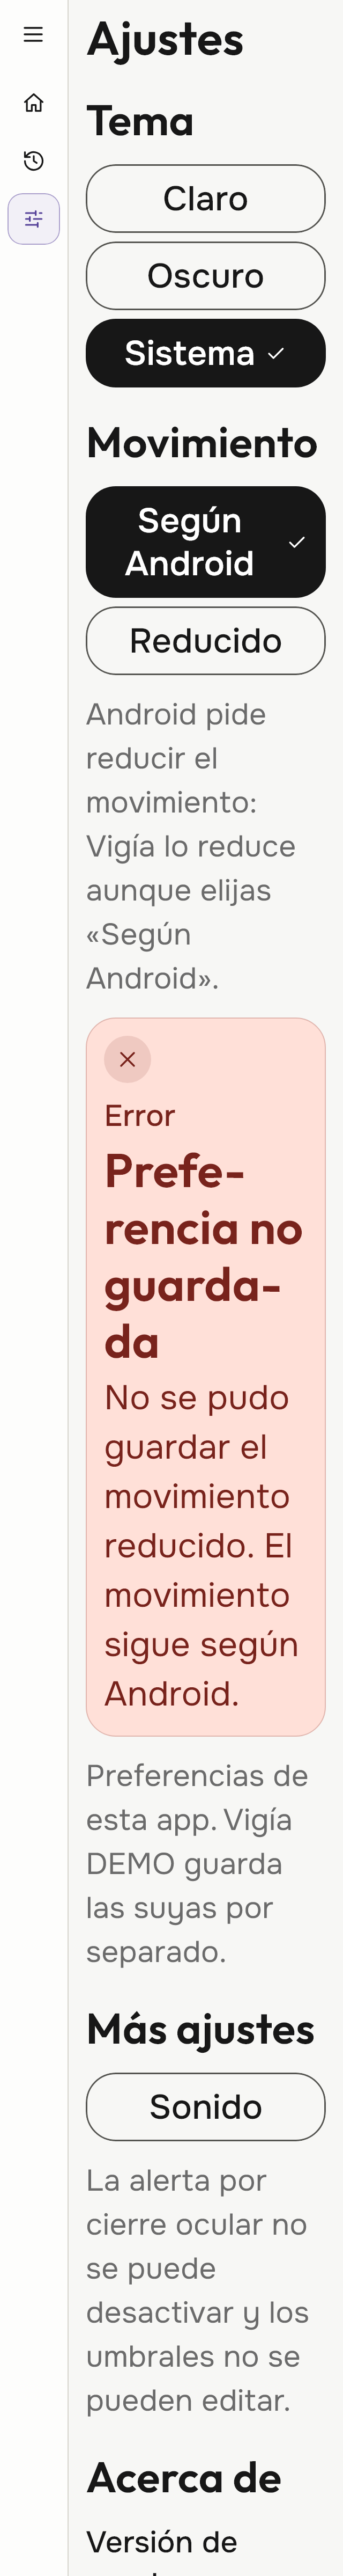 Ajustes
Tema
Claro
Oscuro
Sistema
Movimiento
Según
Android
Reducido
Android pide
reducir el
movimiento:
Vigía lo reduce
aunque elijas
«Según
Android».
Error
Prefe-
rencia no
guarda-
da
No se pudo
guardar el
movimiento
reducido. El
movimiento
sigue según
Android.
Preferencias de
esta app. Vigía
DEMO guarda
las suyas por
separado.
Más ajustes
Sonido
La alerta por
cierre ocular no
se puede
desactivar y los
umbrales no se
pueden editar.
Acerca de
Versión de